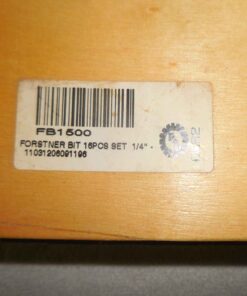 FB1500
FORSTNER BIT 16PCS SET 1/4" -
11031206091196